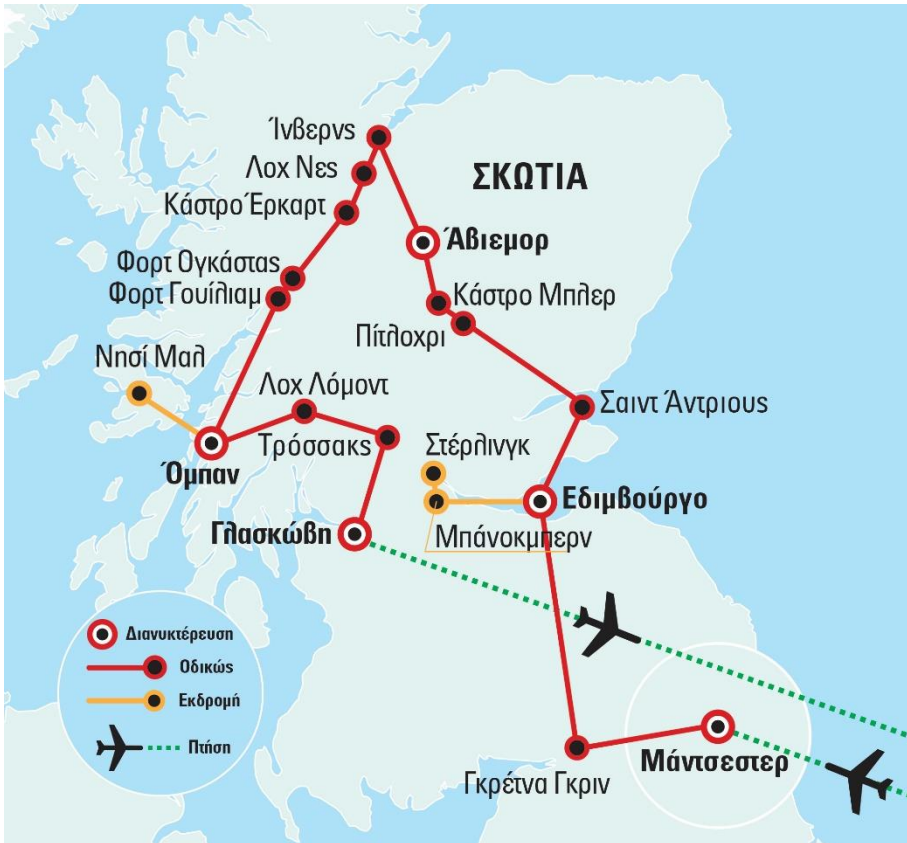 Ίνβερνς
Λοχ Νες
ΣΚΩΤΙΑ
Κάστρο Έρκαρτ
Άβιεμορ
Φορτ Ογκάστας
Φορτ Γουίλιαμ
Κάστρο Μπλερ
Πίτλοχρι
Νησί Μαλ
Λοχ Λόμοντ
Σαιντ Άντριους
Τρόσσακς
Στέρλινγκ
Όμπαν
Εδιμβούργο
Γλασκώβη
Μπάνοκμπερν
Διανυκτέρευση
Οδικώς
Εκδρομή
Πτήση
Μάντσεστερ
Γκρέτνα Γκριν